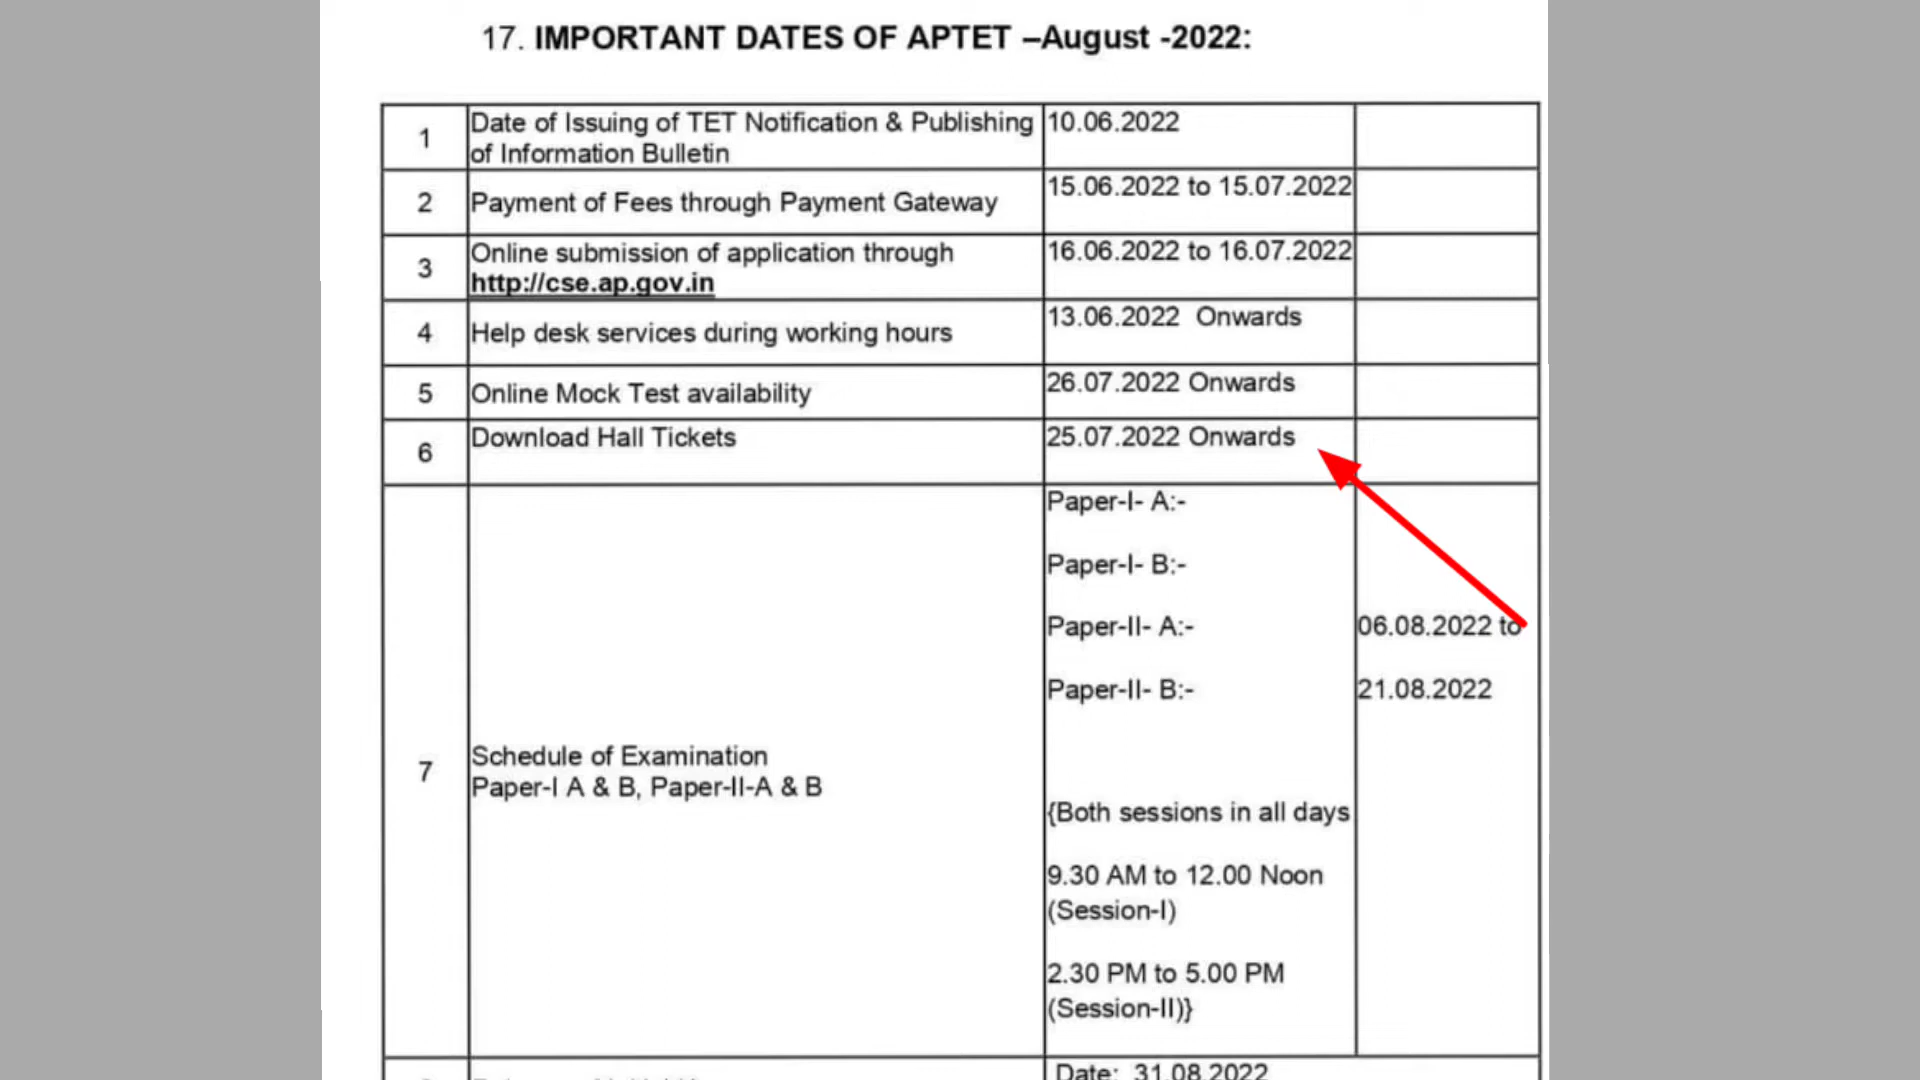 17. IMPORTANT DATES OF APTET –August -2022:
1
Date of Issuing of TET Notification & Publishing
of Information Bulletin
10.06.2022
2
Payment of Fees through Payment Gateway
15.06.2022 to 15.07.2022
3
Online submission of application through
http://cse.ap.gov.in
16.06.2022 to 16.07.2022
4
Help desk services during working hours
13.06.2022 Onwards
5
Online Mock Test availability
26.07.2022 Onwards
6
Download Hall Tickets
25.07.2022 Onwards
7
Schedule of Examination
Paper-I A & B, Paper-II-A & B
Paper-I- A:-
Paper-I- B:-
Paper-II- A:-
Paper-II- B:-
06.08.2022 to
21.08.2022
{Both sessions in all days
9.30 AM to 12.00 Noon
(Session-I)
2.30 PM to 5.00 PM
(Session-II)}
Date: 31.08.2022